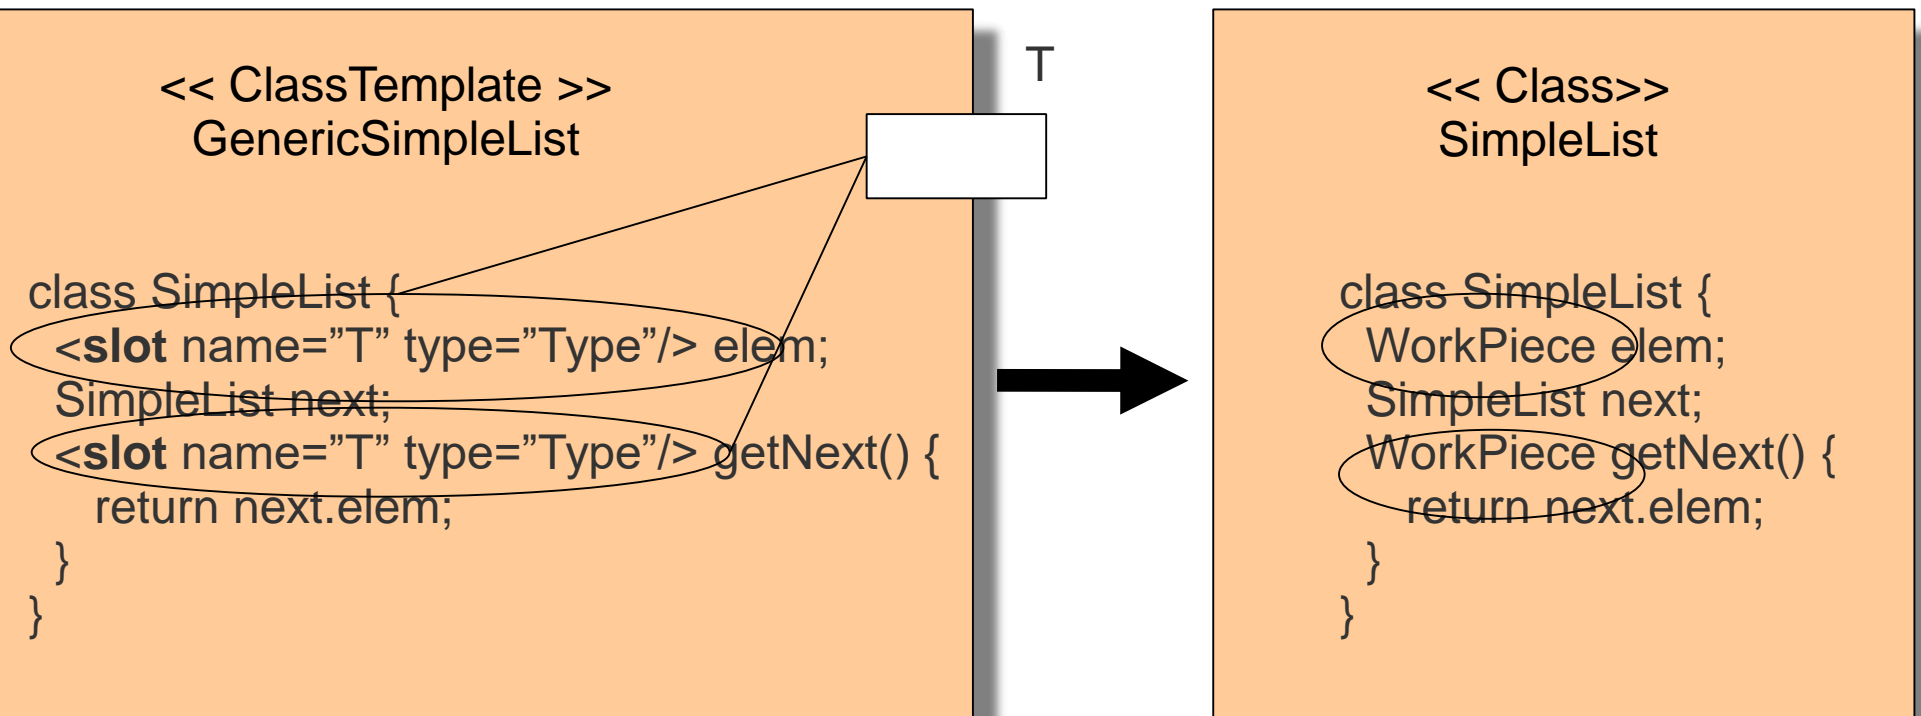 << ClassTemplate >>
GenericSimpleList
class SimpleList {
<slot name=”T” type=”Type”/> elem;
SimpleList next;
<slot name=”T” type=”Type”/> getNext() {
return next.elem;
}
}
T
<< Class>>
SimpleList
class SimpleList {
WorkPiece elem;
SimpleList next;
WorkPiece getNext() {
return next.elem;
}
}